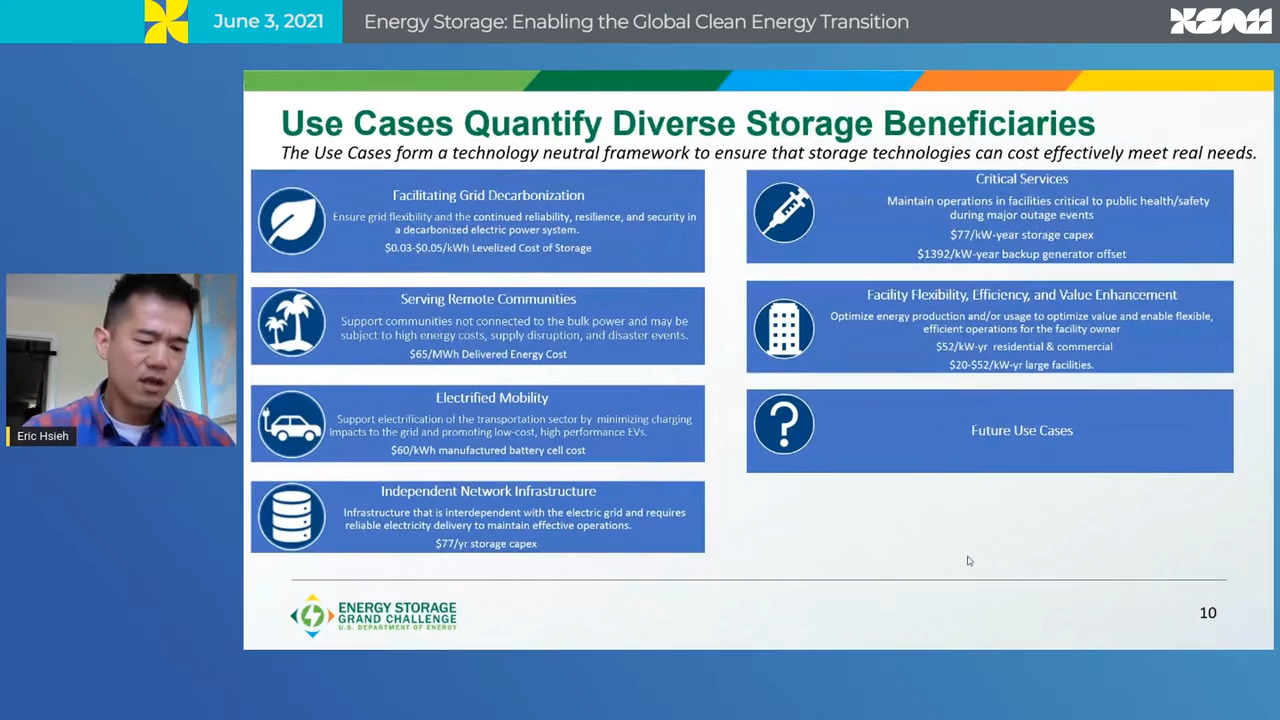 June 3, 2021
Energy Storage: Enabling the Global Clean Energy Transition
Use Cases Quantify Diverse Storage Beneficiaries
The Use Cases form a technology neutral framework to ensure that storage technologies can cost effectively meet real needs.
Facilitating Grid Decarbonization
Ensure grid flexibility and the continued reliability, resilience, and security in
a decarbonized electric power system.
$0.03-$0.05/kWh Levelized Cost of Storage
Serving Remote Communities
Support communities not connected to the bulk power and may be
subject to high energy costs, supply disruption, and disaster events.
$65/MWh Delivered Energy Cost
Electrified Mobility
Support electrification of the transportation sector by minimizing charging
impacts to the grid and promoting low-cost, high performance EVs.
$60/kWh manufactured battery cell cost
Independent Network Infrastructure
Infrastructure that is interdependent with the electric grid and requires
reliable electricity delivery to maintain effective operations.
$77/yr storage capex
Critical Services
Maintain operations in facilities critical to public health/safety
during major outage events
$77/kW-year storage capex
$1392/kW-year backup generator offset
Facility Flexibility, Efficiency, and Value Enhancement
Optimize energy production and/or usage to optimize value and enable flexible,
efficient operations for the facility owner
$52/kW-yr residential & commercial
$20-$52/kW-yr large facilities.
?
Future Use Cases
Eric Hsieh
ENERGY STORAGE
GRAND CHALLENGE
U.S. DEPARTMENT OF ENERGY
10